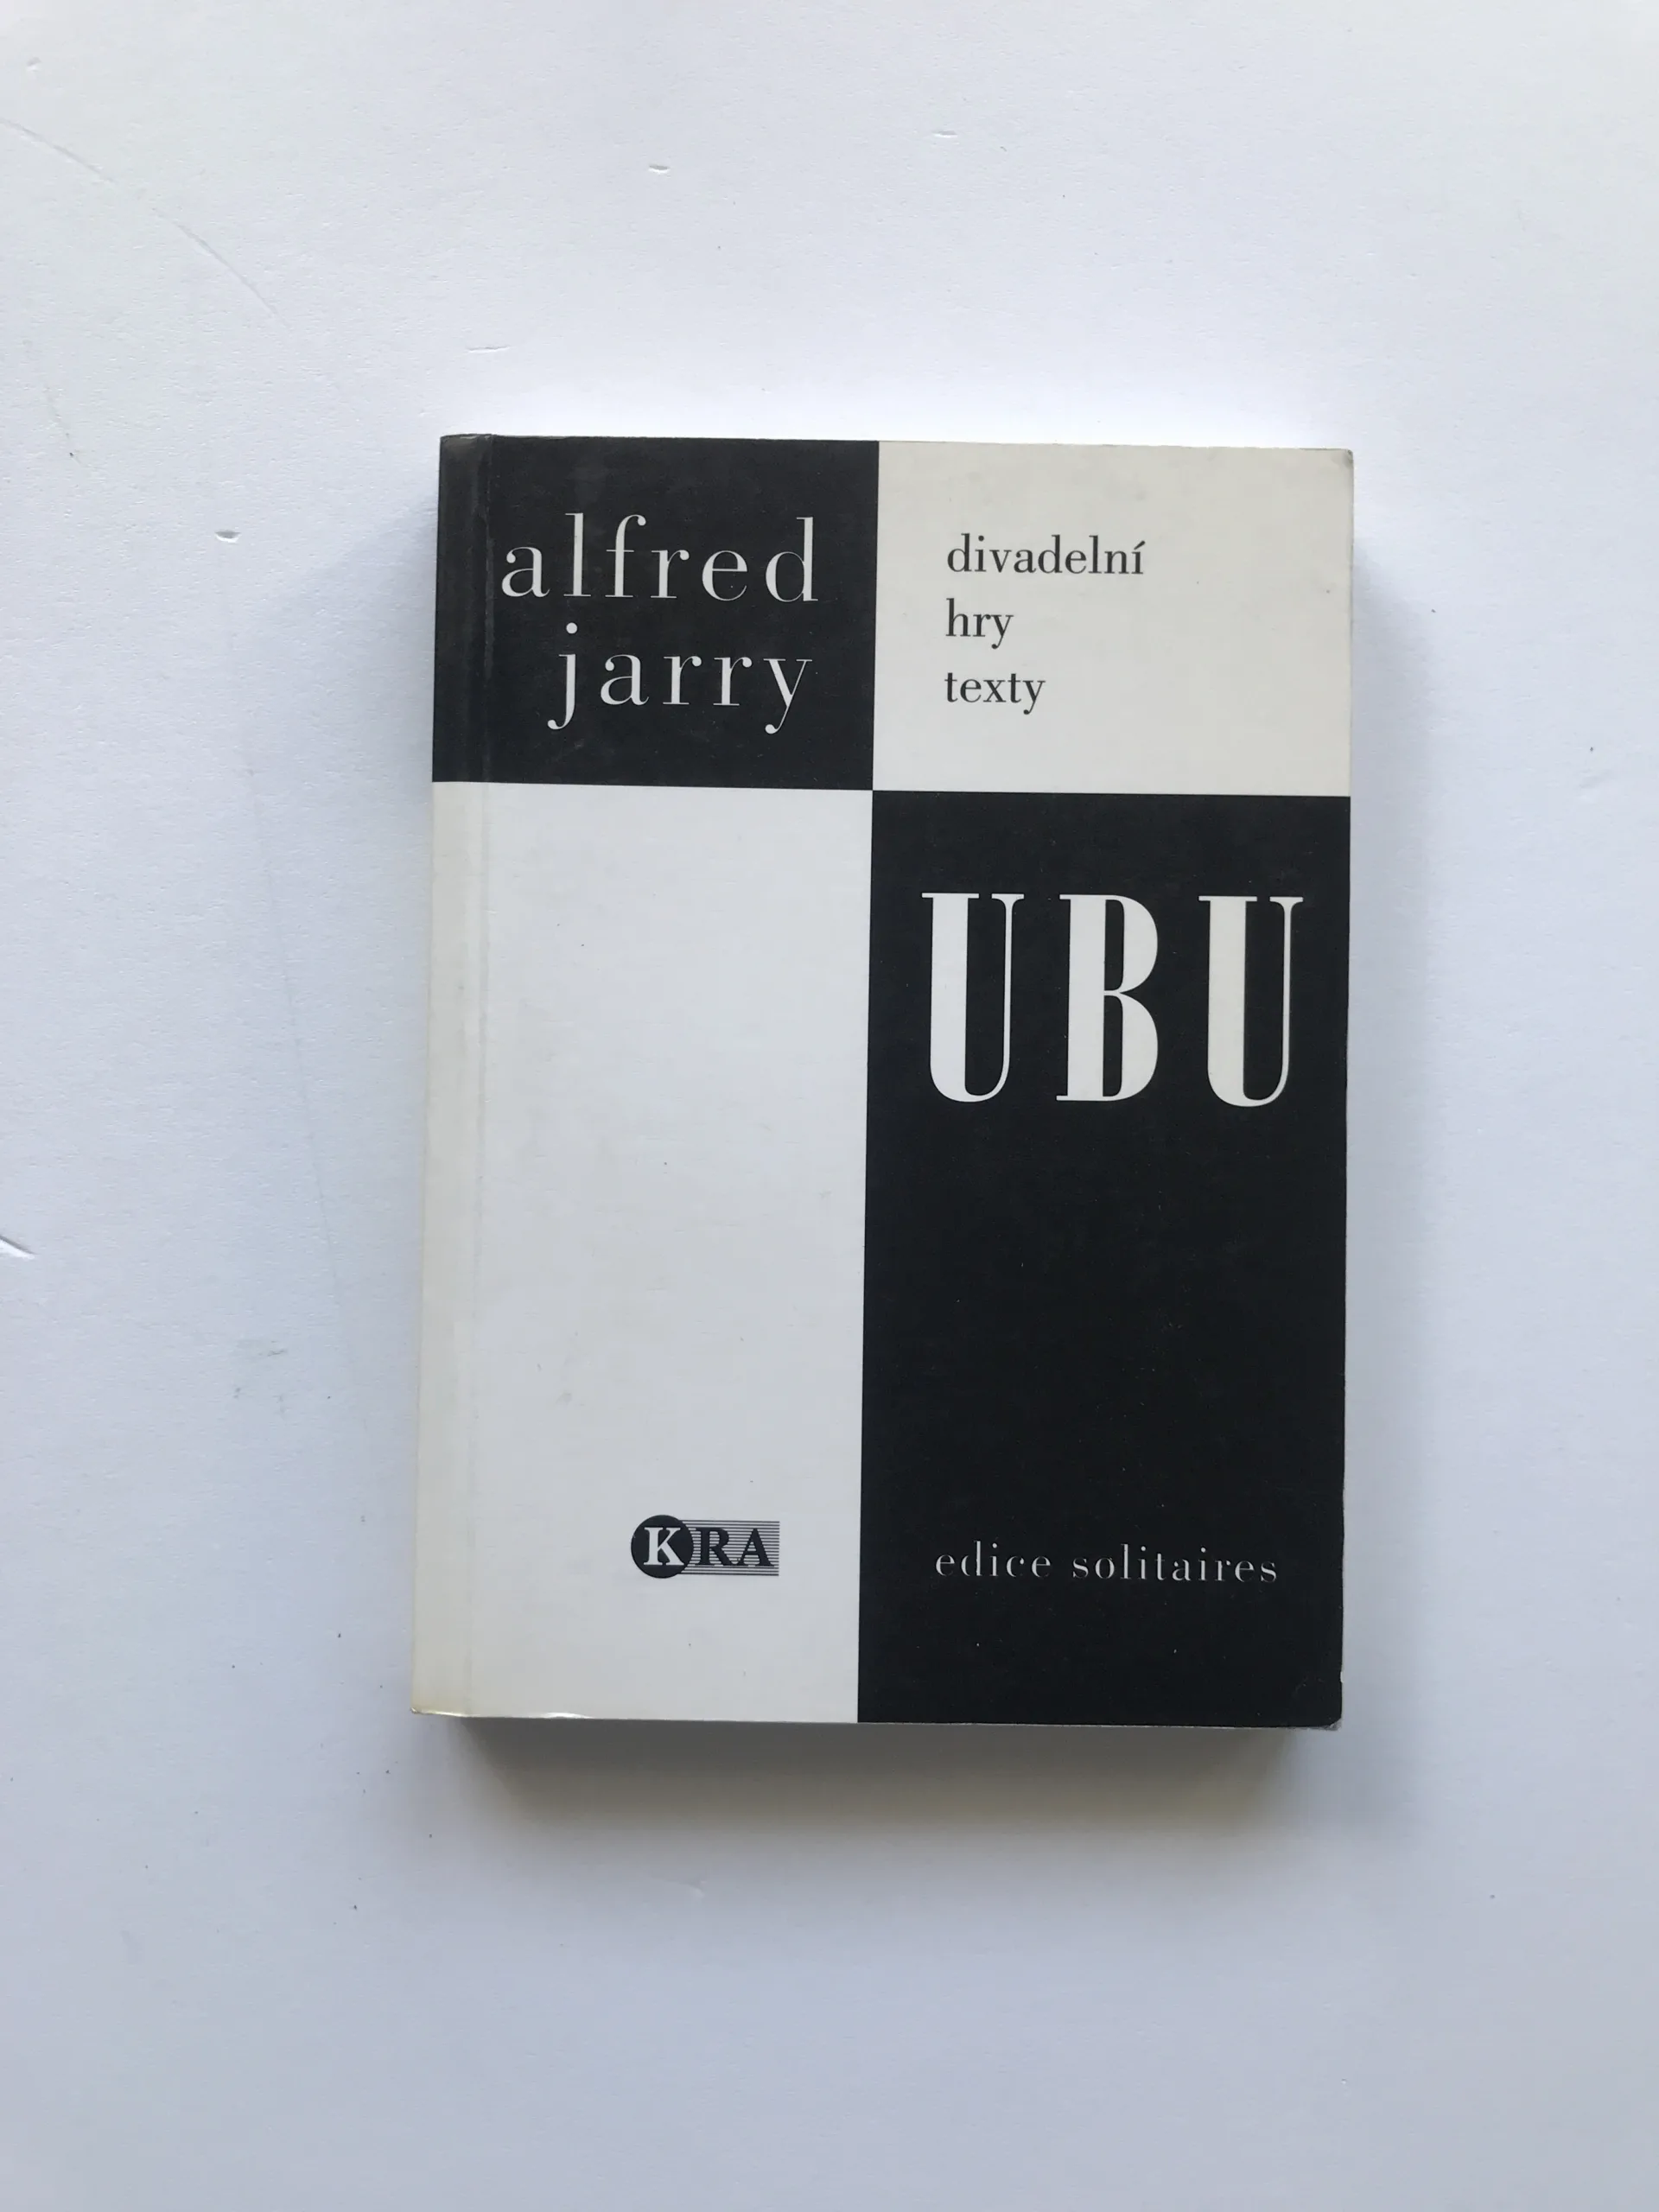 alfred
jarry
divadelní
hry
texty
UBU
KRA
edice solitaires